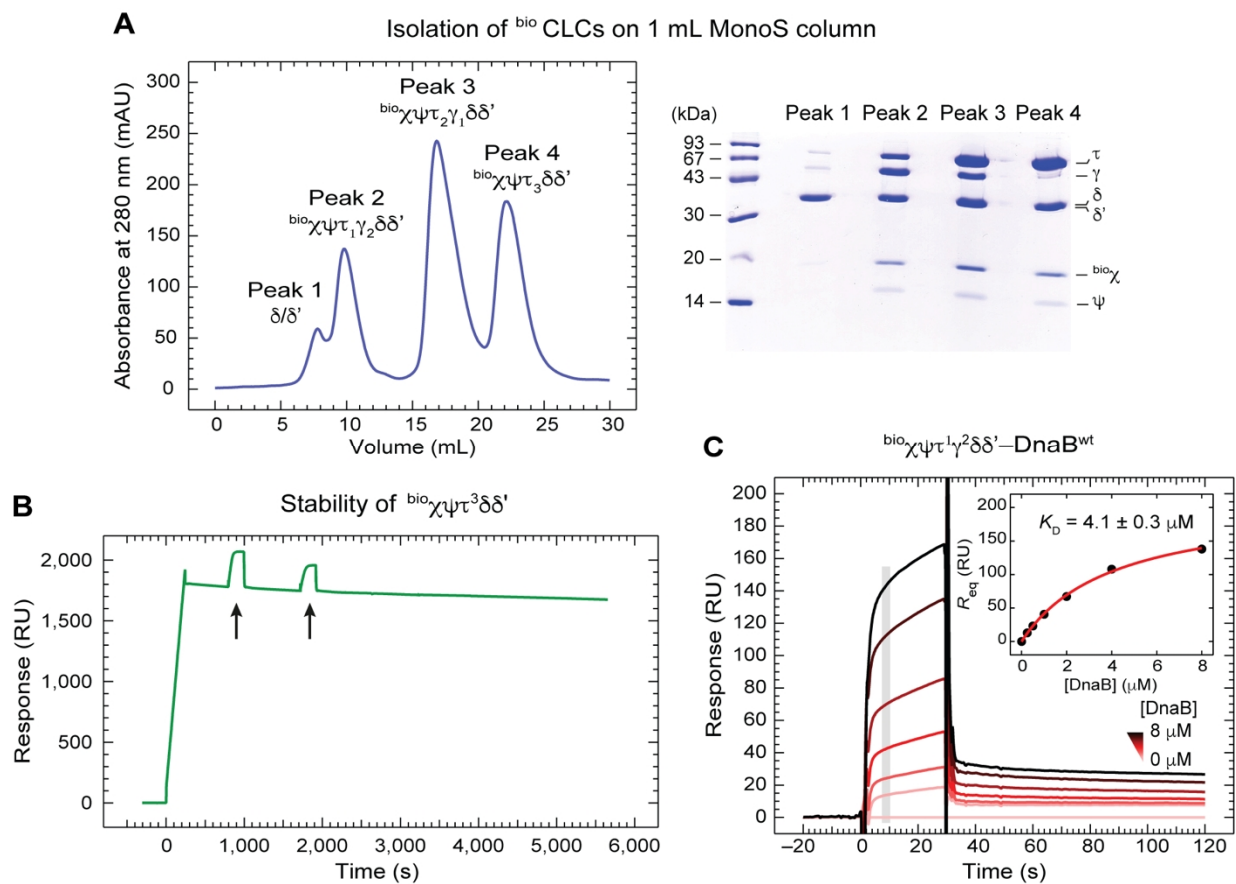 A
Isolation of ᵇⁱᵒ CLCs on 1 mL MonoS column
Absorbance at 280 nm (mAU)
300
250
200
150
100
50
0
0 5 10 15 20 25 30
Volume (mL)
Peak 1
δ/δ'
Peak 2
ᵇⁱᵒχψτ₁γ₂δδ'
Peak 3
ᵇⁱᵒχψτ₂γ₁δδ'
Peak 4
ᵇⁱᵒχψτ₃δδ'
(kDa) Peak 1 Peak 2 Peak 3 Peak 4
93
67
43
30
20
14
τ
γ
δ
δ'
ᵇⁱᵒχ
ψ
B
Stability of ᵇⁱᵒχψτ³δδ'
Response (RU)
2,000
1,500
1,000
500
0
0 1,000 2,000 3,000 4,000 5,000 6,000
Time (s)
C
ᵇⁱᵒχψτ¹γ²δδ'–DnaBʷᵗ
Response (RU)
200
180
160
140
120
100
80
60
40
20
0
–20 0 20 40 60 80 100 120
Time (s)
K_D = 4.1 ± 0.3 μM
R_eq (RU)
200
150
100
50
0
0 2 4 6 8
[DnaB] (μM)
[DnaB]
8 μM
0 μM